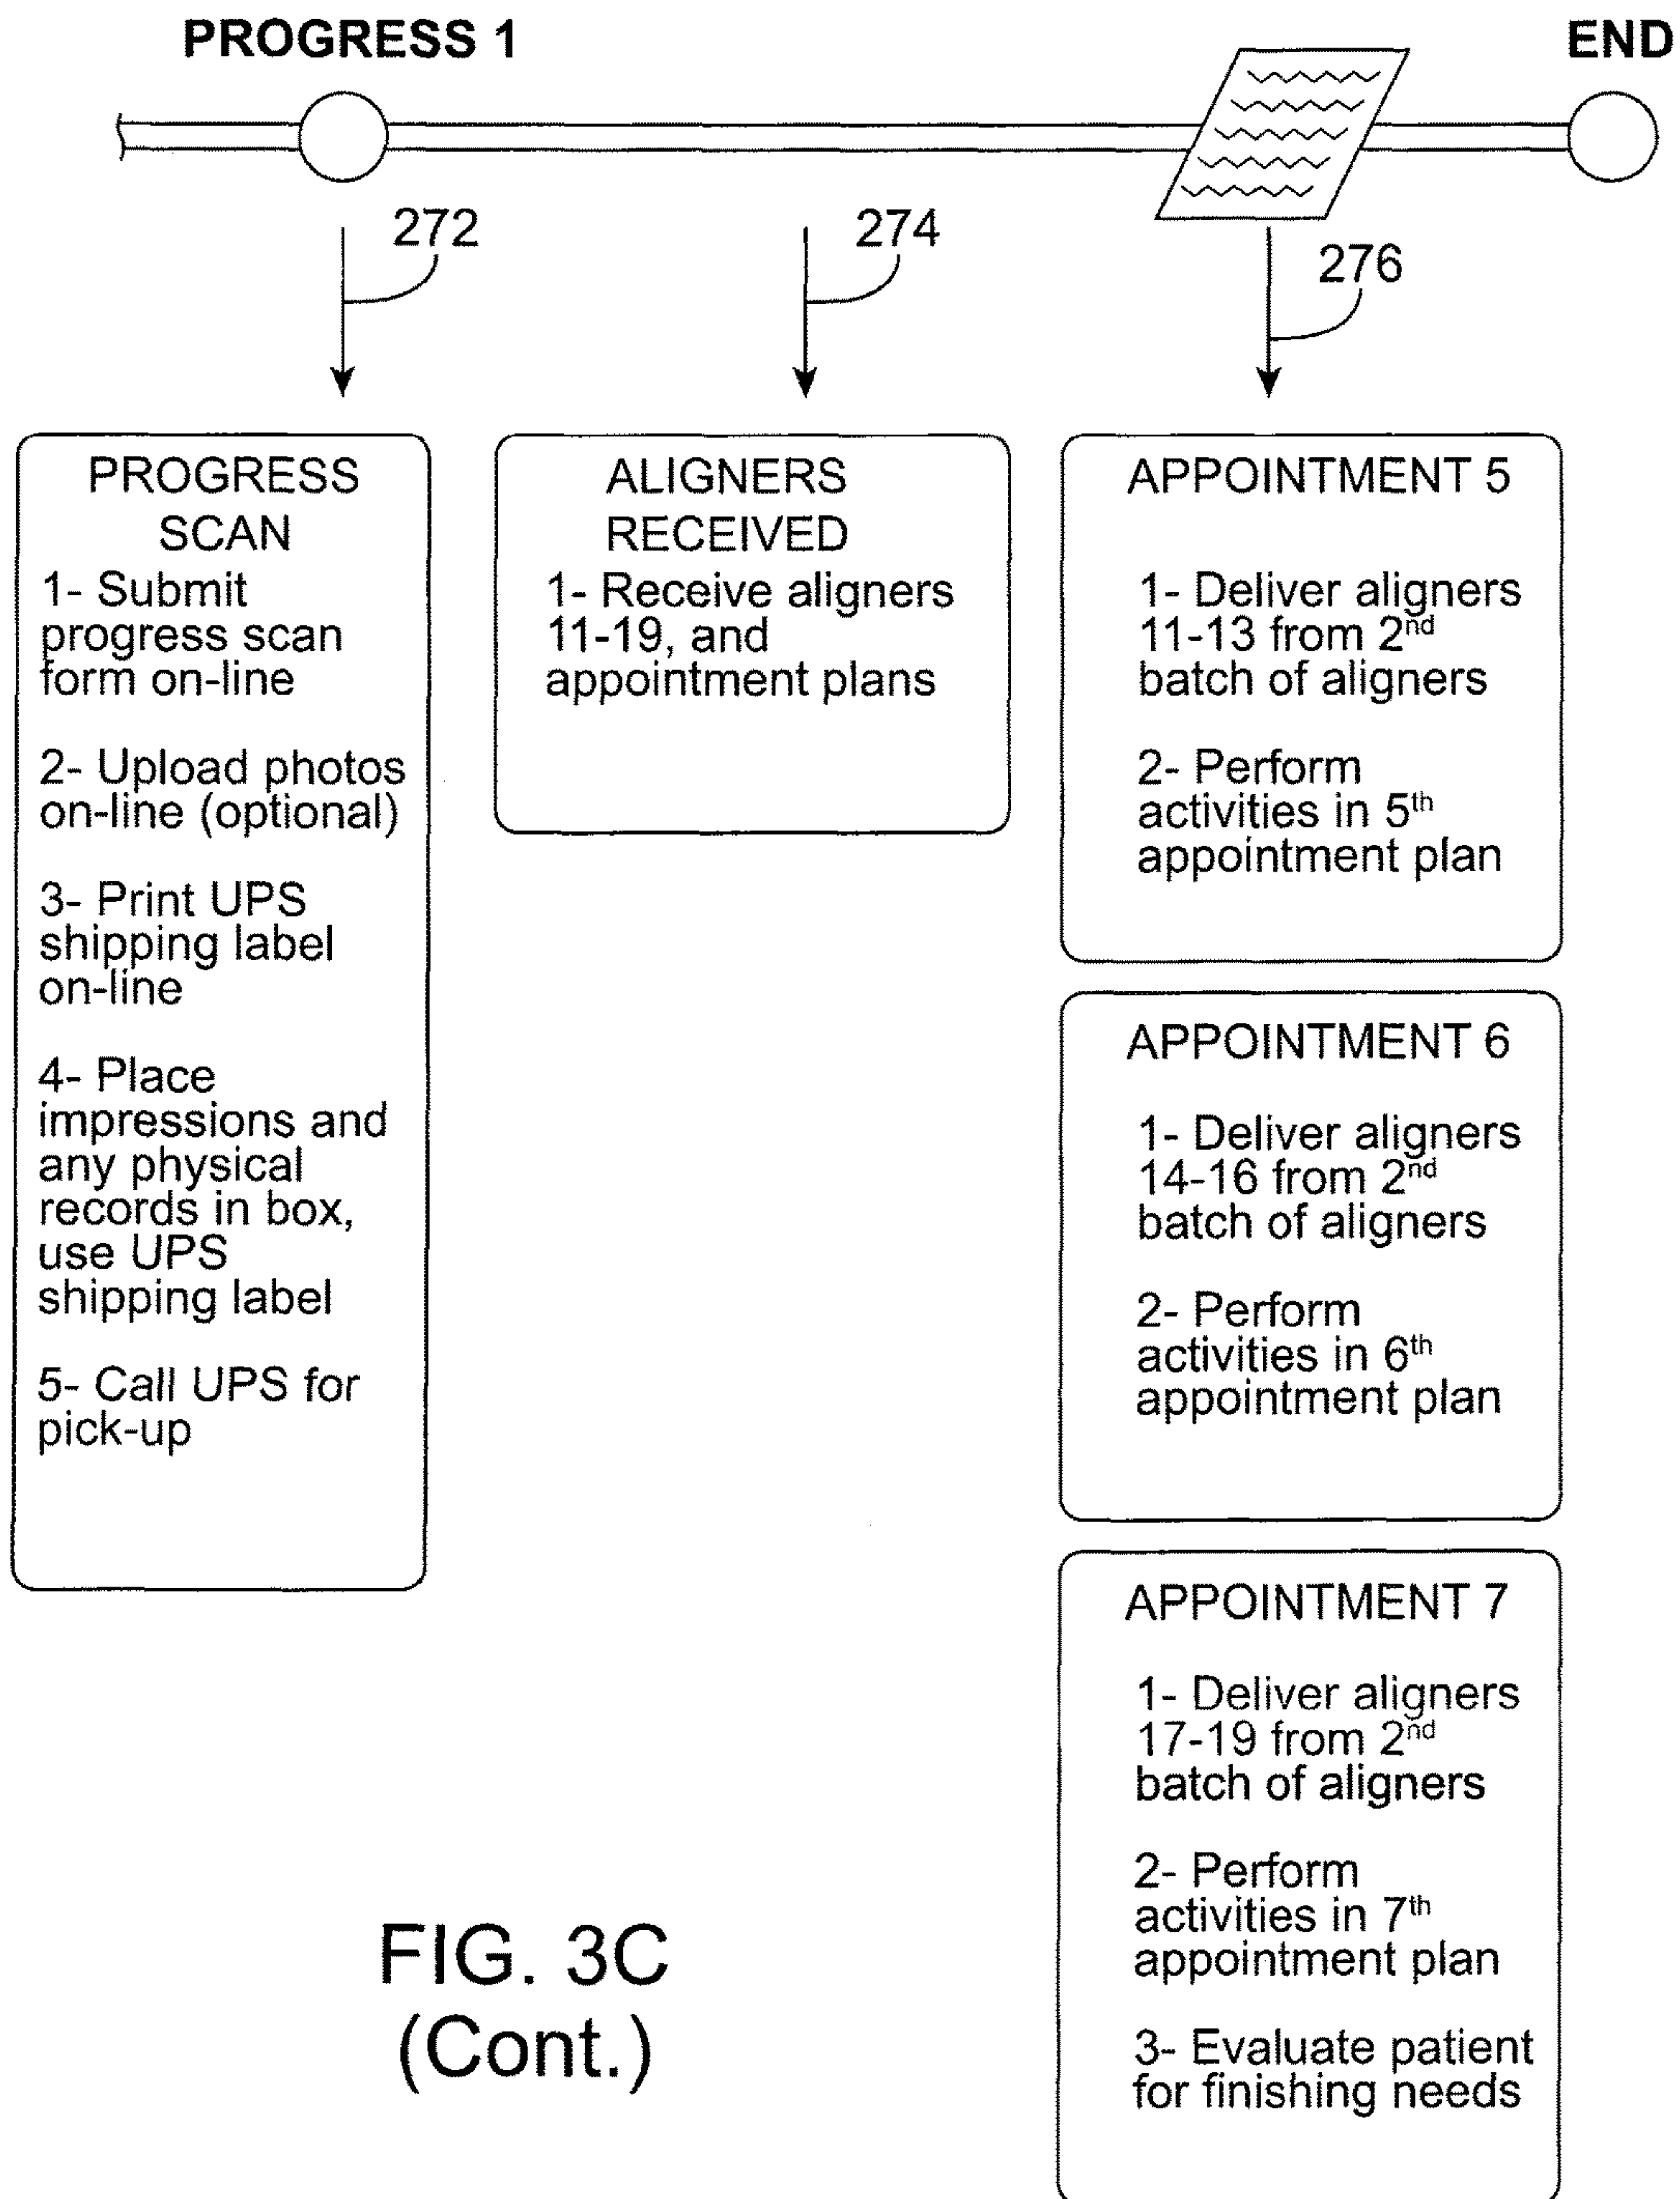 PROGRESS 1
END
272
274
276
PROGRESS
SCAN
1- Submit
progress scan
form on-line
2- Upload photos
on-line (optional)
3- Print UPS
shipping label
on-line
4- Place
impressions and
any physical
records in box,
use UPS
shipping label
5- Call UPS for
pick-up
ALIGNERS
RECEIVED
1- Receive aligners
11-19, and
appointment plans
APPOINTMENT 5
1- Deliver aligners
11-13 from 2nd
batch of aligners
2- Perform
activities in 5th
appointment plan
APPOINTMENT 6
1- Deliver aligners
14-16 from 2nd
batch of aligners
2- Perform
activities in 6th
appointment plan
APPOINTMENT 7
1- Deliver aligners
17-19 from 2nd
batch of aligners
2- Perform
activities in 7th
appointment plan
3- Evaluate patient
for finishing needs
FIG. 3C
(Cont.)